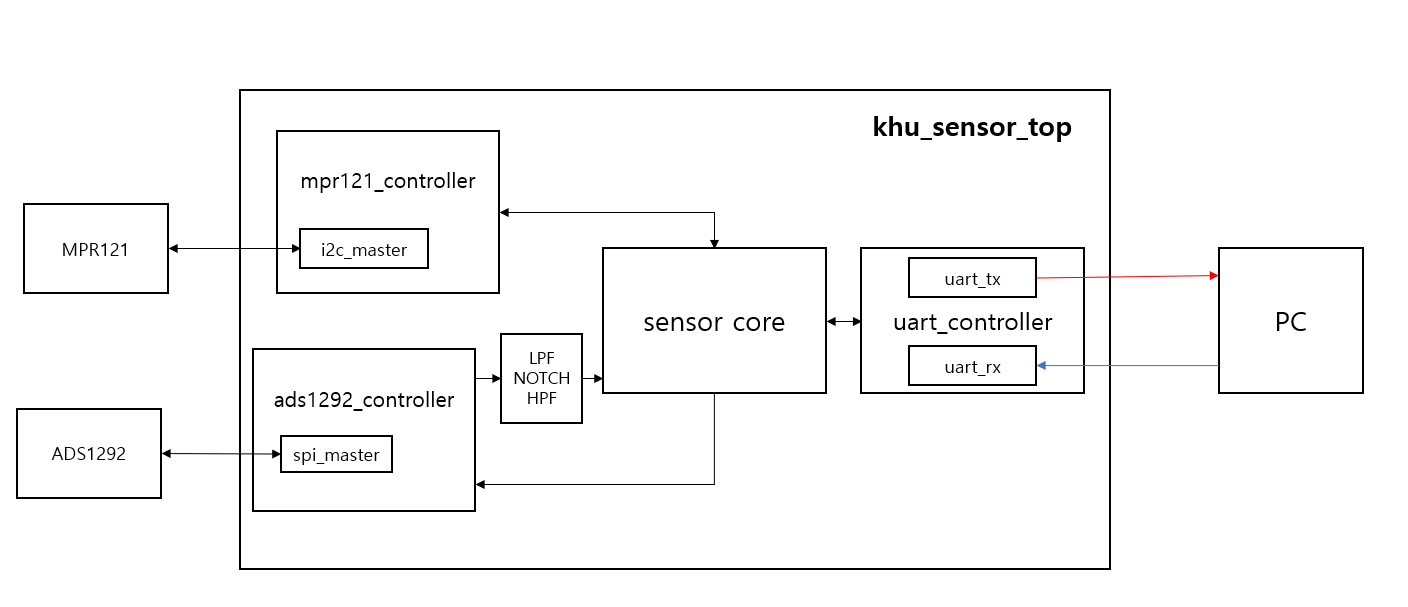 khu_sensor_top
mpr121_controller
MPR121
i2c_master
uart_tx
sensor core
uart_controller
PC
LPF
NOTCH
HPF
uart_rx
ads1292_controller
ADS1292
spi_master